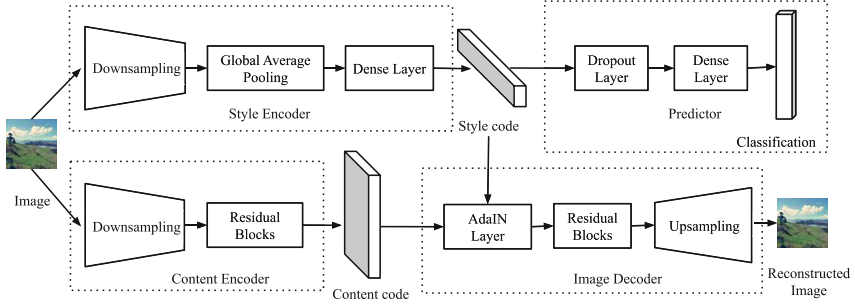 Downsampling
Global Average
Pooling
Dense Layer
Style Encoder
Style code
Dropout
Layer
Dense
Layer
Predictor
Classification
Image
Downsampling
Residual
Blocks
Content Encoder
Content code
AdaIN
Layer
Residual
Blocks
Upsampling
Image Decoder
Reconstructed
Image